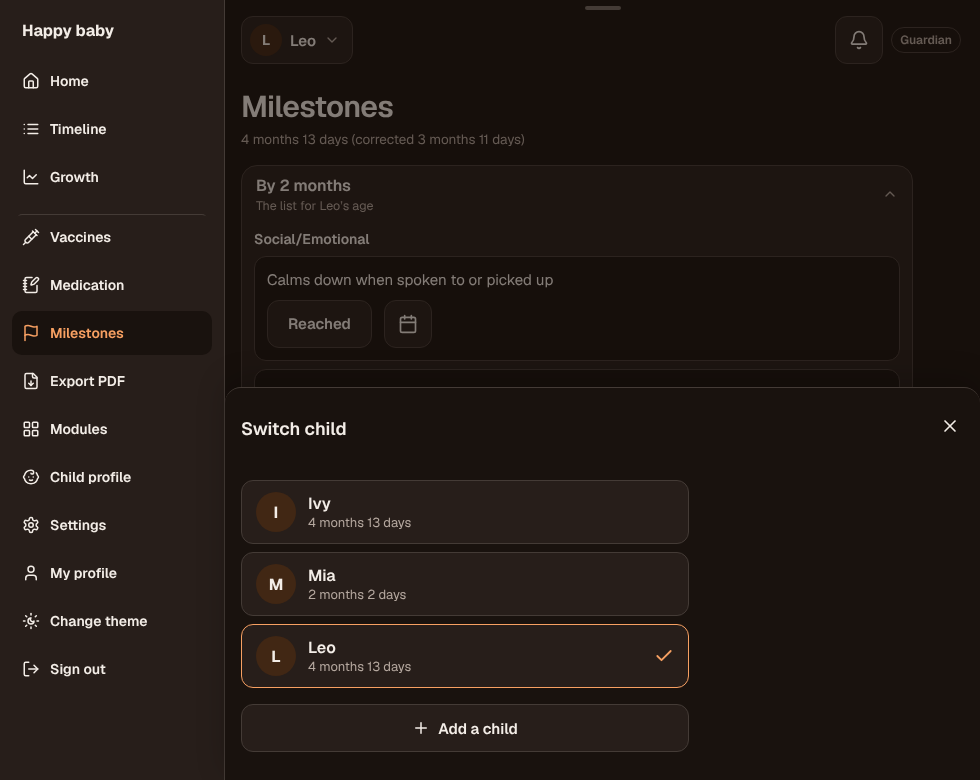 Happy baby
Home
Timeline
Growth
Vaccines
Medication
Milestones
Export PDF
Modules
Child profile
Settings
My profile
Change theme
Sign out
L Leo
Guardian
Milestones
4 months 13 days (corrected 3 months 11 days)
By 2 months
The list for Leo's age
Social/Emotional
Calms down when spoken to or picked up
Reached
Switch child
I
Ivy
4 months 13 days
M
Mia
2 months 2 days
L
Leo
4 months 13 days
Add a child